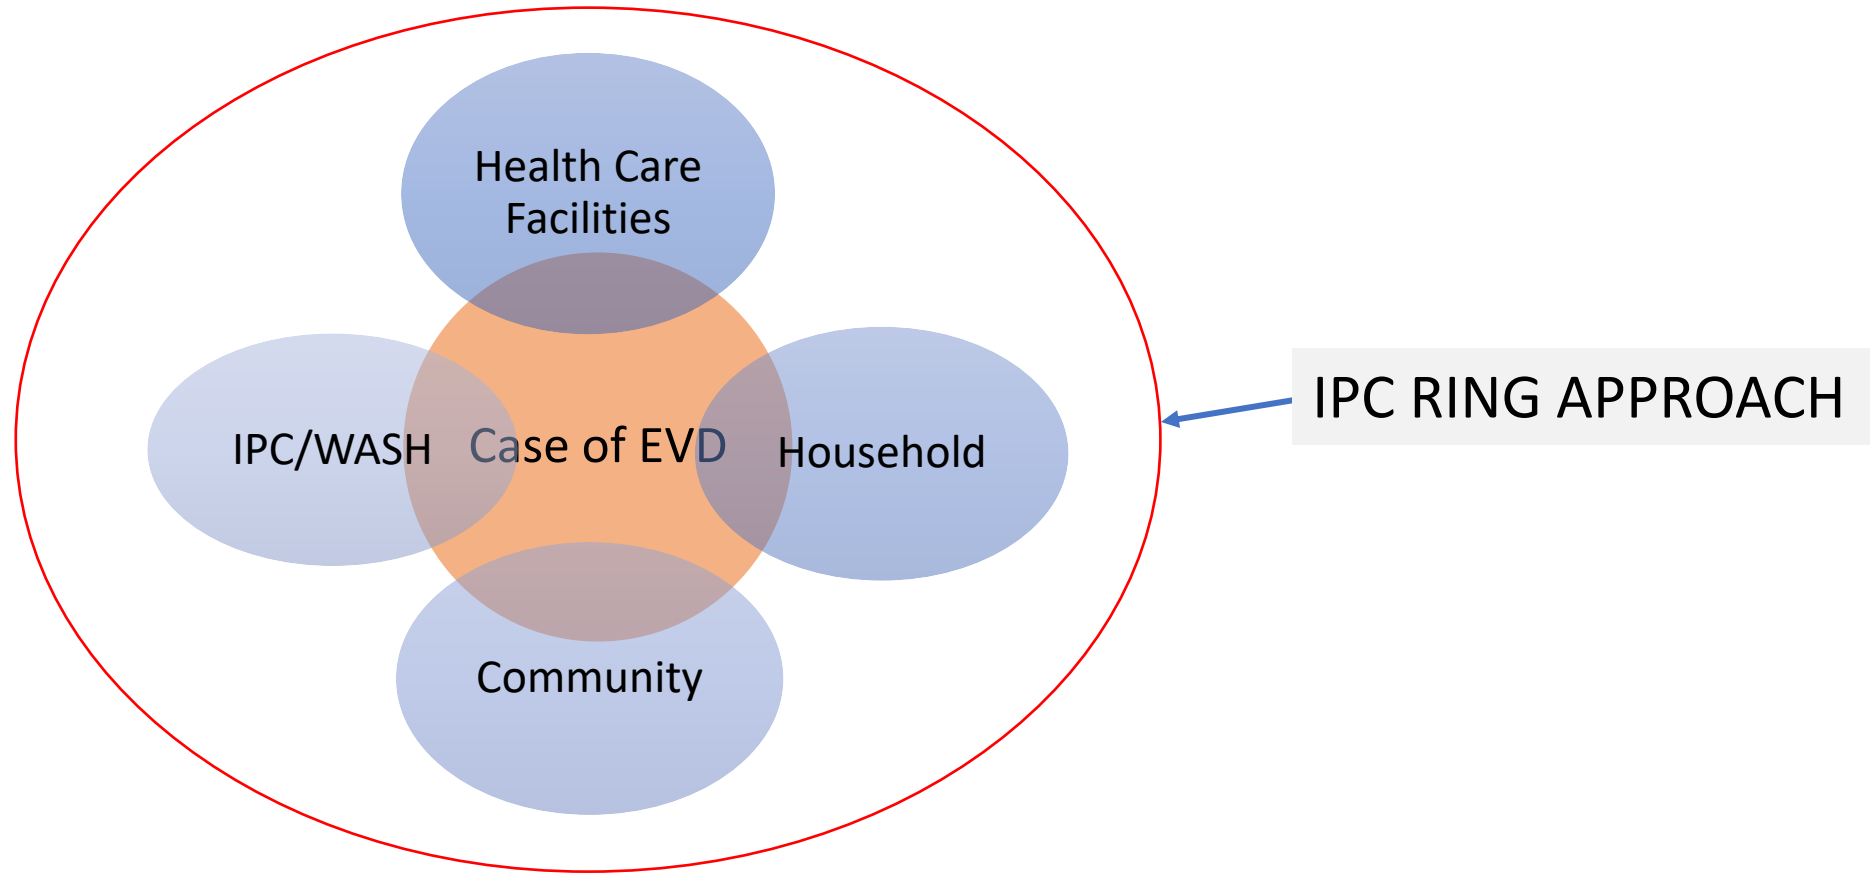 Health Care
Facilities
IPC/WASH
Case of EVD
Household
Community
IPC RING APPROACH